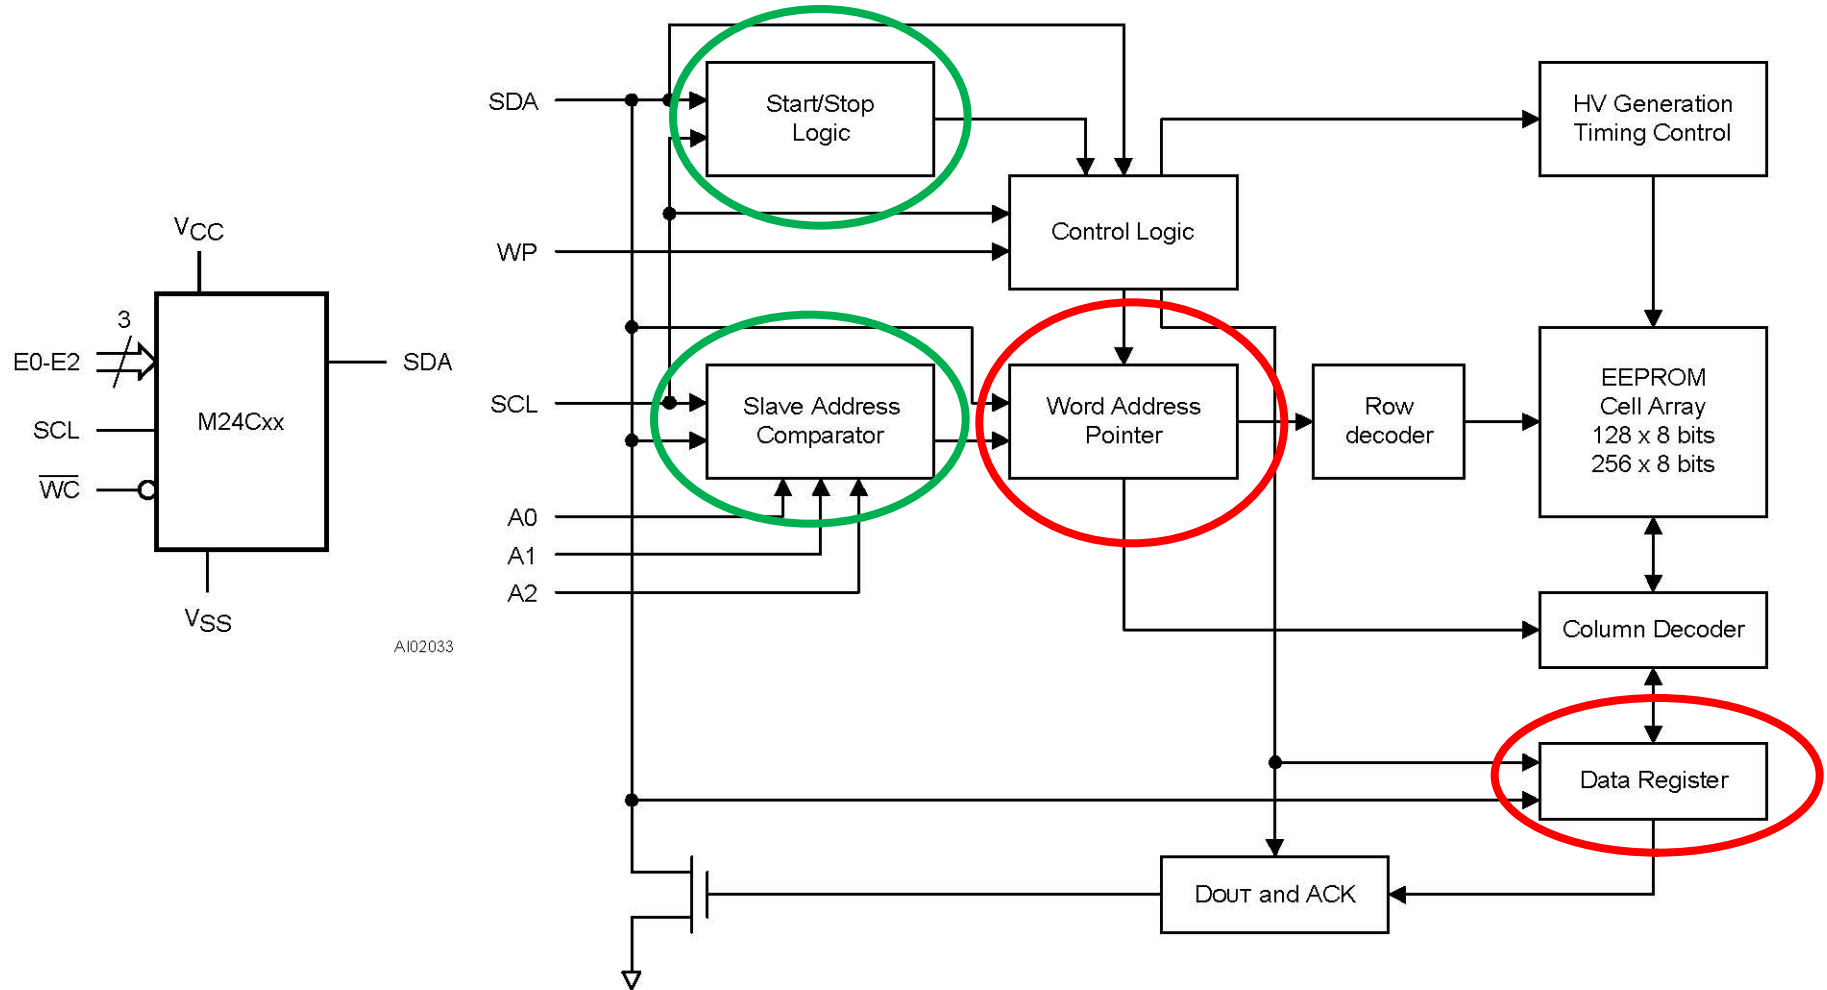 VCC
3
E0-E2
SCL
WC
M24Cxx
SDA
VSS
AI02033
SDA
WP
SCL
A0
A1
A2
Start/Stop
Logic
Control Logic
HV Generation
Timing Control
Slave Address
Comparator
Word Address
Pointer
Row
decoder
EEPROM
Cell Array
128 x 8 bits
256 x 8 bits
Column Decoder
Data Register
DOUT and ACK